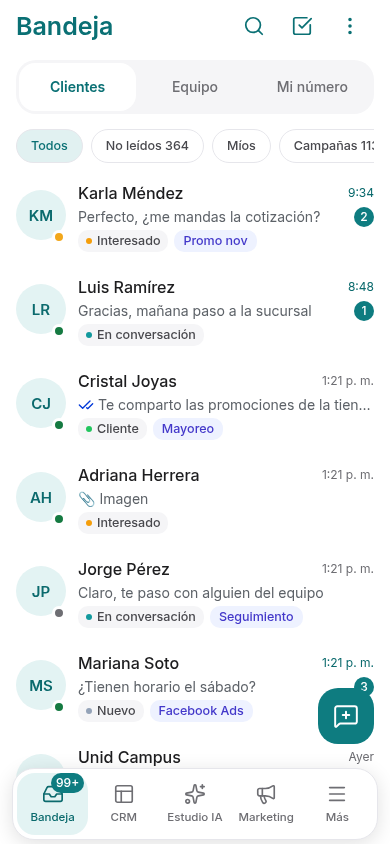 Bandeja
Clientes
Equipo
Mi número
Todos
No leídos 364
Míos
Campañas 113
KM
Karla Méndez
9:34
Perfecto, ¿me mandas la cotización?
2
Interesado
Promo nov
LR
Luis Ramírez
8:48
Gracias, mañana paso a la sucursal
1
En conversación
CJ
Cristal Joyas
1:21 p. m.
Te comparto las promociones de la tien...
Cliente
Mayoreo
AH
Adriana Herrera
1:21 p. m.
📎 Imagen
Interesado
JP
Jorge Pérez
1:21 p. m.
Claro, te paso con alguien del equipo
En conversación
Seguimiento
MS
Mariana Soto
1:21 p. m.
¿Tienen horario el sábado?
3
Nuevo
Facebook Ads
Unid Campus
Ayer
99+
Bandeja
CRM
Estudio IA
Marketing
Más